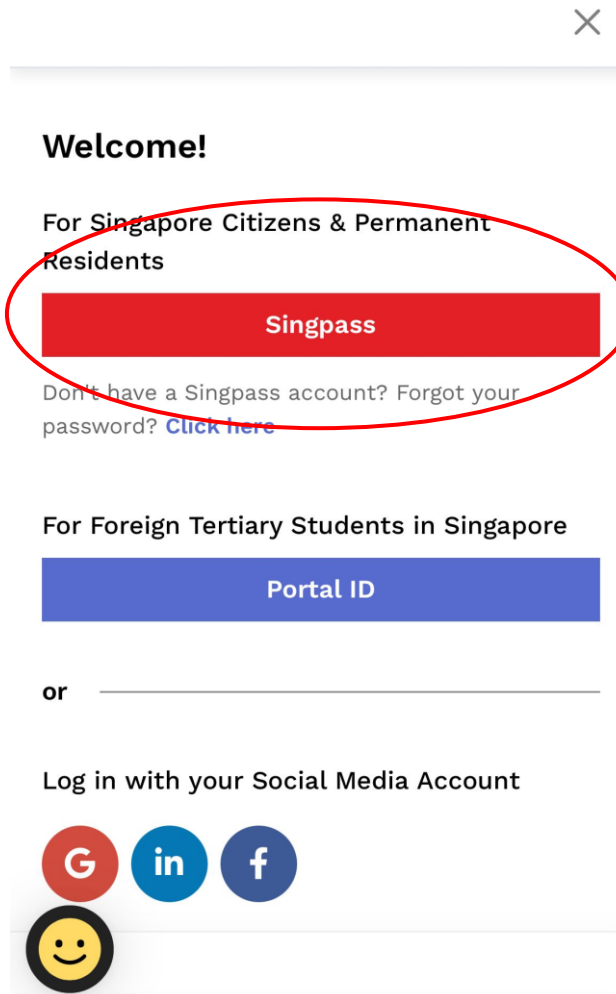 Welcome!
For Singapore Citizens & Permanent
Residents
Singpass
Don't have a Singpass account? Forgot your
password? Click here
For Foreign Tertiary Students in Singapore
Portal ID
or
Log in with your Social Media Account
G in f